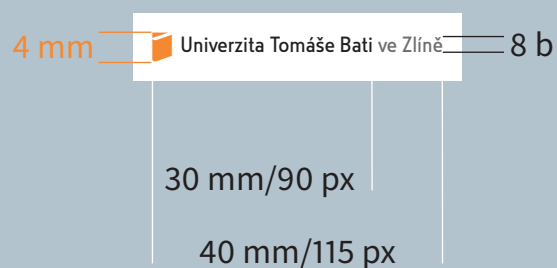 4 mm
Univerzita Tomáše Bati ve Zlíně
8 b
30 mm/90 px
40 mm/115 px